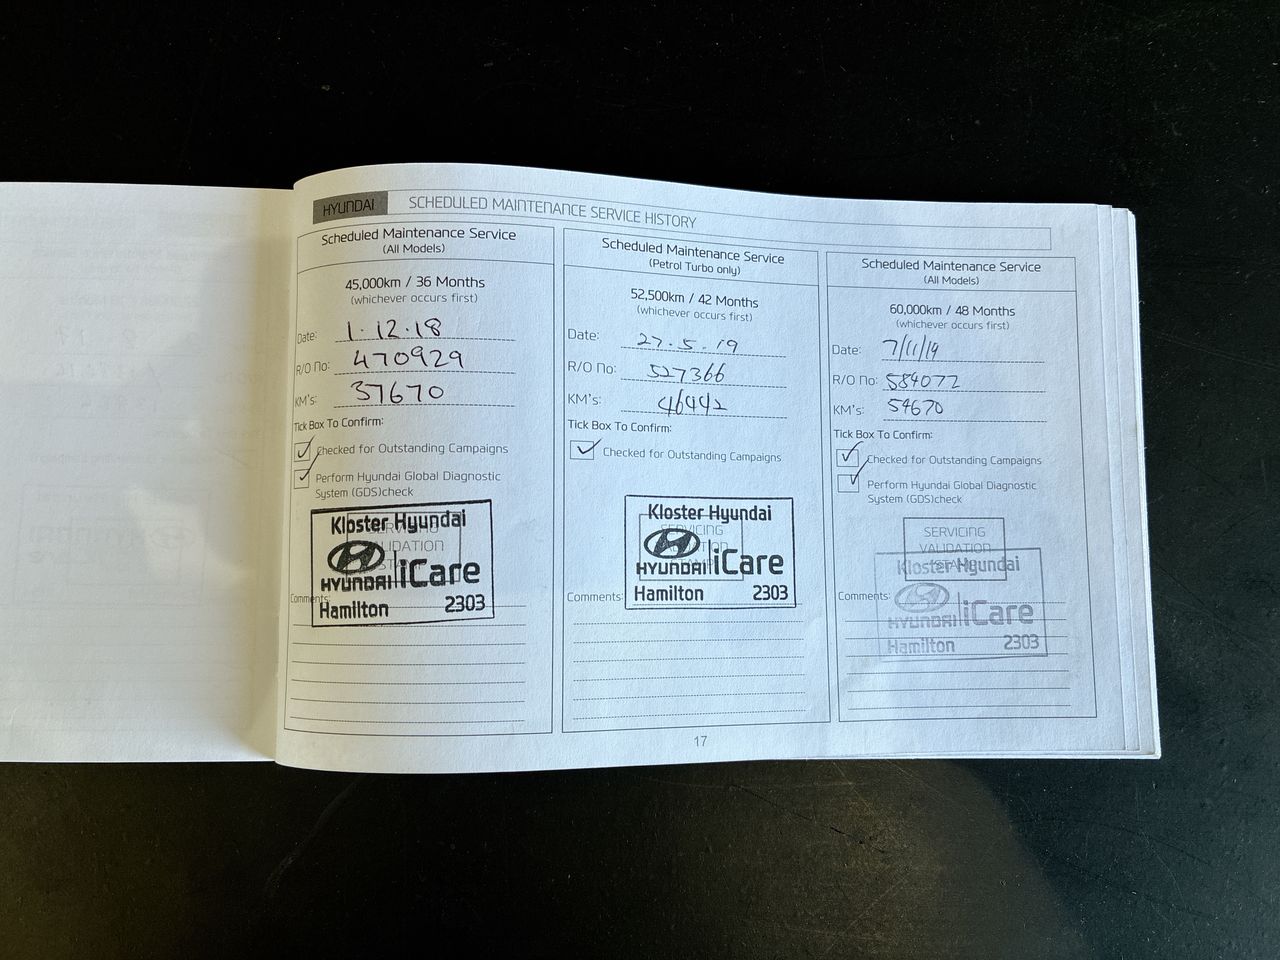 HYUNDAI SCHEDULED MAINTENANCE SERVICE HISTORY
Scheduled Maintenance Service
(All Models)
45,000km / 36 Months
(whichever occurs first)
Date: 1.12.18
R/O No: 470929
KM's: 37670
Tick Box To Confirm:
Checked for Outstanding Campaigns
Perform Hyundai Global Diagnostic
System (GDS)check
Kloster Hyundai
HYUNDAI iCare
Hamilton 2303
Comments:
Scheduled Maintenance Service
(Petrol Turbo only)
52,500km / 42 Months
(whichever occurs first)
Date: 27.5.19
R/O No: 527366
KM's: 46442
Tick Box To Confirm:
Checked for Outstanding Campaigns
Kloster Hyundai
HYUNDAI iCare
Hamilton 2303
Comments:
Scheduled Maintenance Service
(All Models)
60,000km / 48 Months
(whichever occurs first)
Date: 7/11/19
R/O No: 584072
KM's: 54670
Tick Box To Confirm:
Checked for Outstanding Campaigns
Perform Hyundai Global Diagnostic
System (GDS)check
SERVICING
VALIDATION
STAMP
Kloster Hyundai
HYUNDAI iCare
Hamilton 2303
Comments:
17